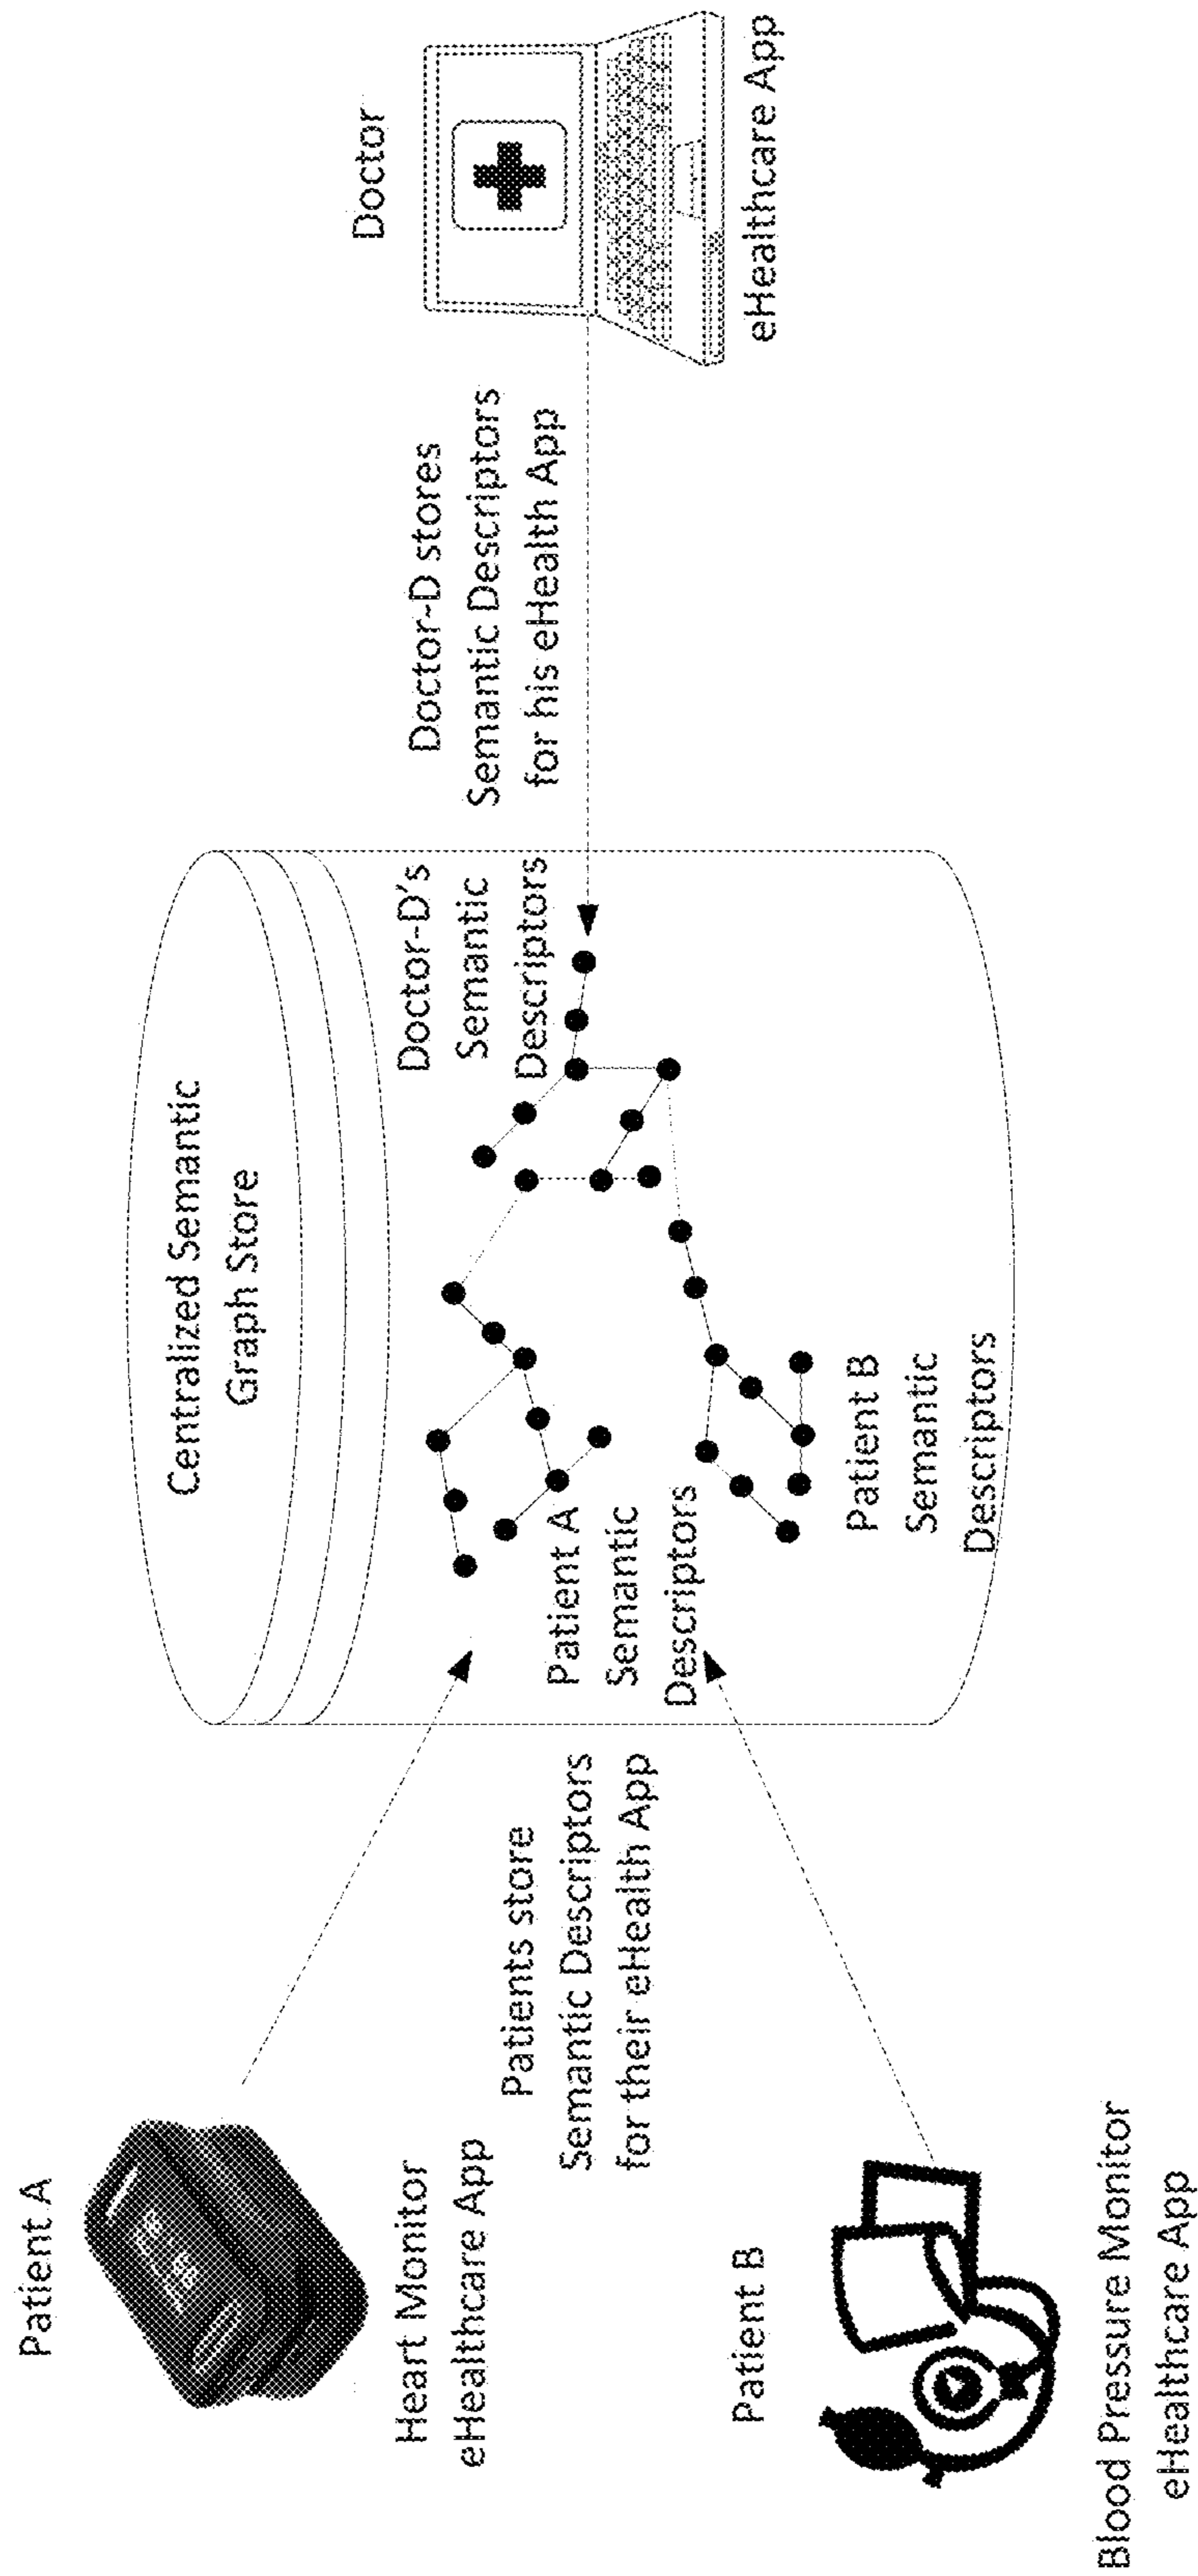 Patient A
Heart Monitor
eHealthcare App
Patient B
Blood Pressure Monitor
eHealthcare App
Patients store
Semantic Descriptors
for their eHealth App
Centralized Semantic
Graph Store
Patient A
Semantic
Descriptors
Patient B
Semantic
Descriptors
Doctor-D's
Semantic
Descriptors
Doctor-D stores
Semantic Descriptors
for his eHealth App
Doctor
eHealthcare App